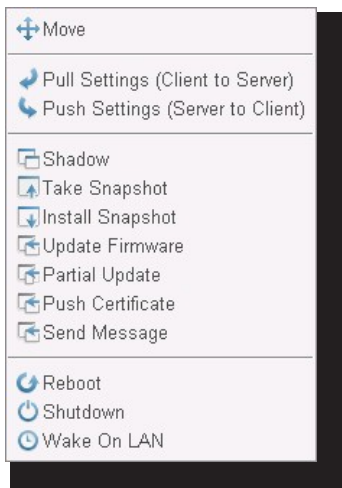 Move
Pull Settings (Client to Server)
Push Settings (Server to Client)
Shadow
Take Snapshot
Install Snapshot
Update Firmware
Partial Update
Push Certificate
Send Message
Reboot
Shutdown
Wake On LAN